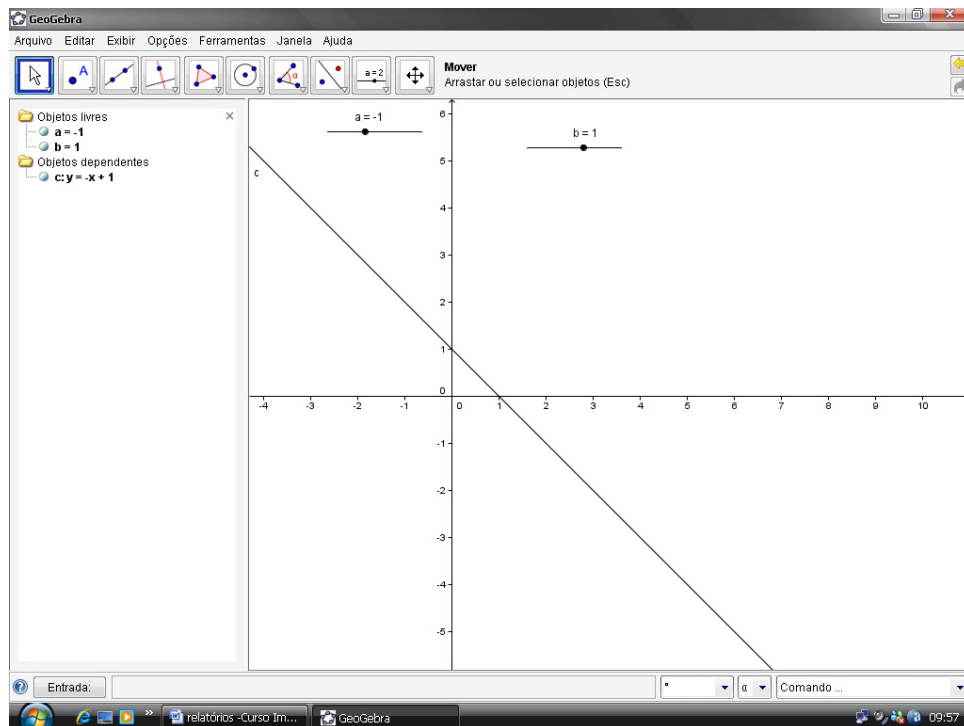 GeoGebra
Arquivo Editar Exibir Opções Ferramentas Janela Ajuda
A
α
a=2
Mover
Arrastar ou selecionar objetos (Esc)
Objetos livres
a = -1
b = 1
Objetos dependentes
c: y = -x + 1
a = -1
b = 1
c
6
5
4
3
2
1
0
-4 -3 -2 -1 0 1 2 3 4 5 6 7 8 9 10
-1
-2
-3
-4
-5
Entrada:
° α Comando ...
relatórios -Curso Im... GeoGebra 09:57